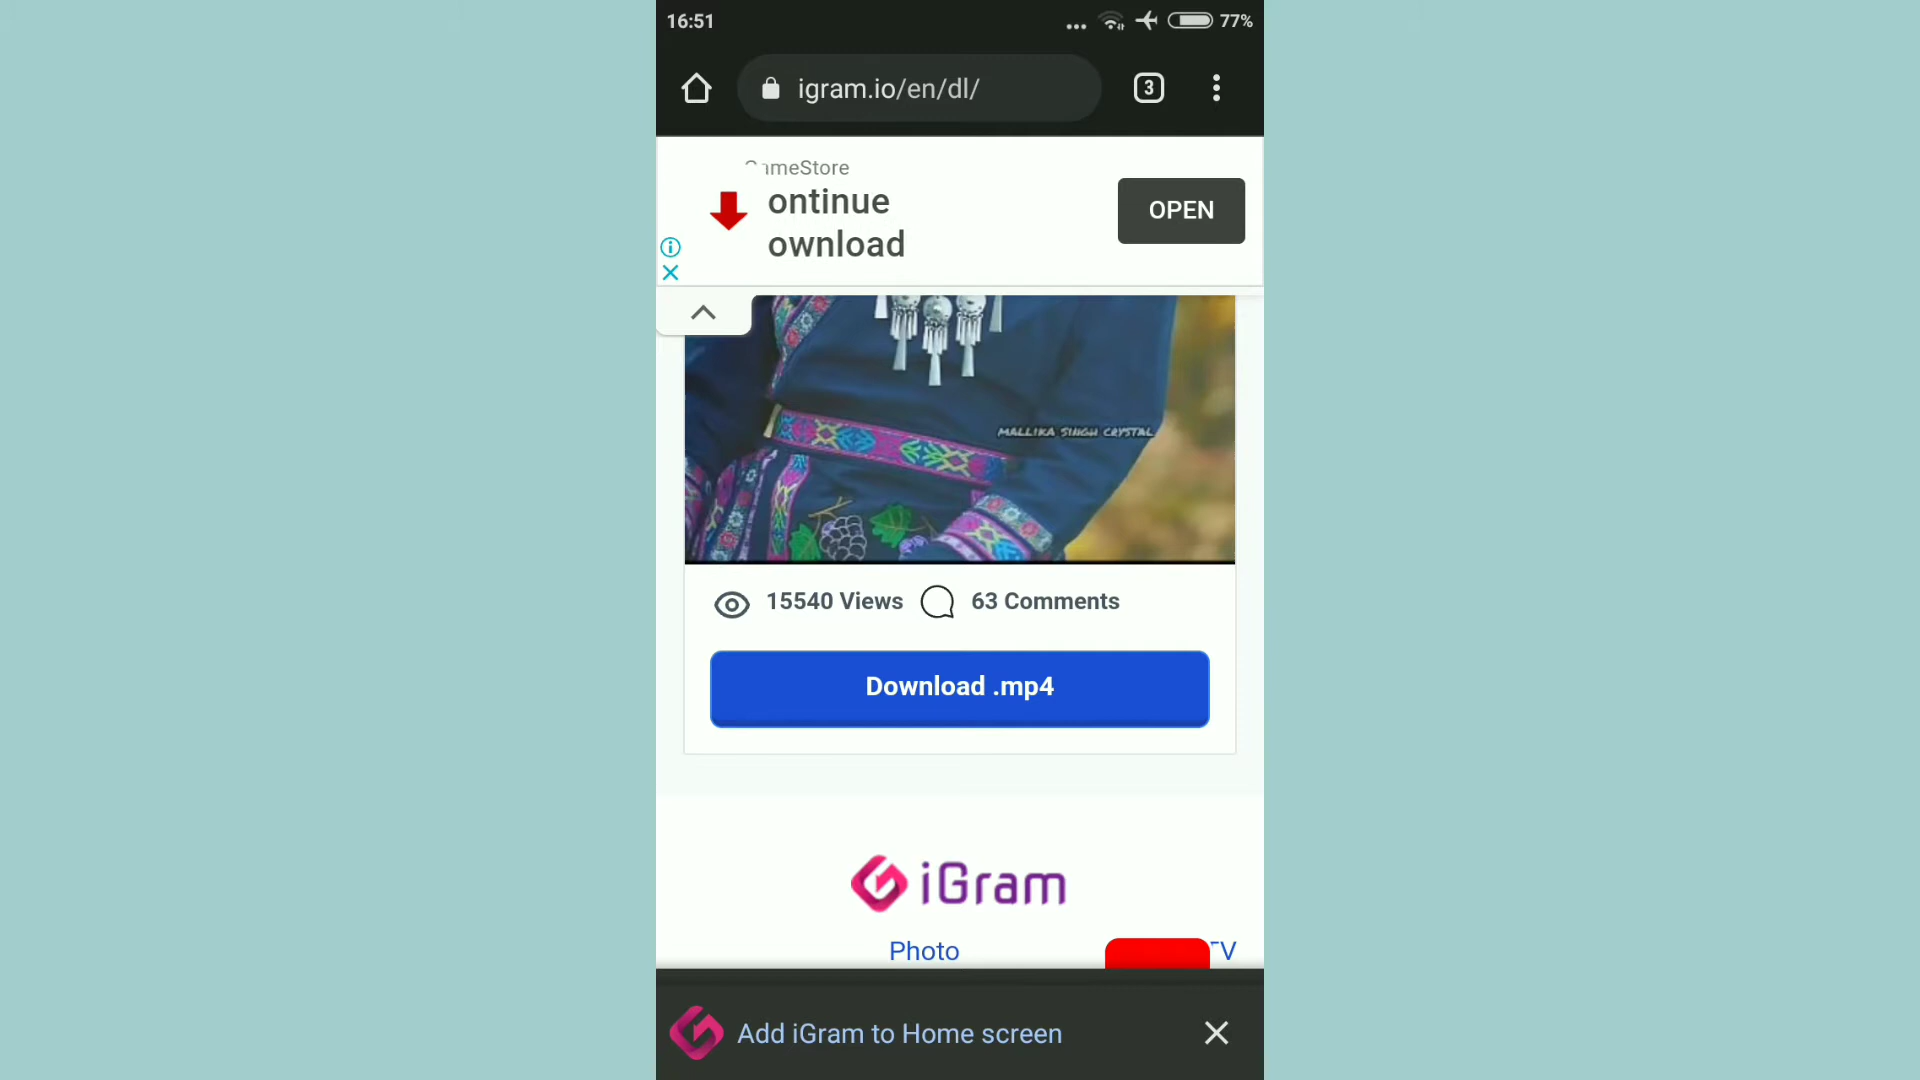 16:51
77%
igram.io/en/dl/
3
GameStore
ontinue
ownload
OPEN
MALLIKA SINGH CRYSTAL
15540 Views
63 Comments
Download .mp4
iGram
Photo
TV
Add iGram to Home screen